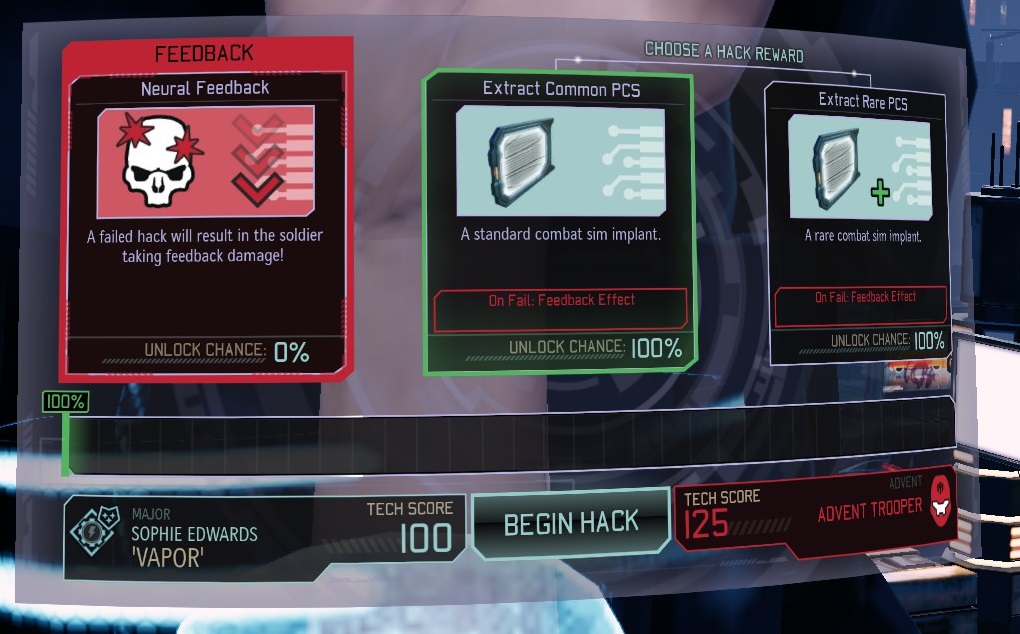 FEEDBACK
Neural Feedback
A failed hack will result in the soldier
taking feedback damage!
UNLOCK CHANCE: 0%
CHOOSE A HACK REWARD
Extract Common PCS
A standard combat sim implant.
On Fail: Feedback Effect
UNLOCK CHANCE: 100%
Extract Rare PCS
A rare combat sim implant.
On Fail: Feedback Effect
UNLOCK CHANCE: 100%
100%
MAJOR
SOPHIE EDWARDS
'VAPOR'
TECH SCORE
100
BEGIN HACK
TECH SCORE
125
ADVENT
ADVENT TROOPER